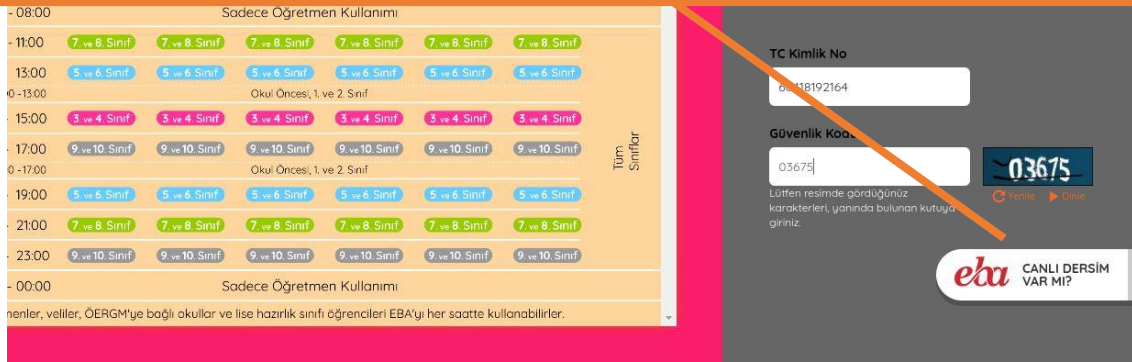 - 08:00 Sadece Öğretmen Kullanımı
- 11:00 7. ve 8. Sınıf 7. ve 8. Sınıf 7. ve 8. Sınıf 7. ve 8. Sınıf 7. ve 8. Sınıf 7. ve 8. Sınıf
13:00 5. ve 6. Sınıf 5. ve 6. Sınıf 5. ve 6. Sınıf 5. ve 6. Sınıf 5. ve 6. Sınıf 5. ve 6. Sınıf
0 -13:00 Okul Öncesi, 1. ve 2. Sınıf
15:00 3. ve 4. Sınıf 3. ve 4. Sınıf 3. ve 4. Sınıf 3. ve 4. Sınıf 3. ve 4. Sınıf 3. ve 4. Sınıf
17:00 9. ve 10. Sınıf 9. ve 10. Sınıf 9. ve 10. Sınıf 9. ve 10. Sınıf 9. ve 10. Sınıf 9. ve 10. Sınıf
0 -17:00 Okul Öncesi, 1. ve 2. Sınıf
19:00 5. ve 6. Sınıf 5. ve 6. Sınıf 5. ve 6. Sınıf 5. ve 6. Sınıf 5. ve 6. Sınıf 5. ve 6. Sınıf
21:00 7. ve 8. Sınıf 7. ve 8. Sınıf 7. ve 8. Sınıf 7. ve 8. Sınıf 7. ve 8. Sınıf 7. ve 8. Sınıf
23:00 9. ve 10. Sınıf 9. ve 10. Sınıf 9. ve 10. Sınıf 9. ve 10. Sınıf 9. ve 10. Sınıf 9. ve 10. Sınıf
- 00:00 Sadece Öğretmen Kullanımı
Tüm
Sınıflar
menler, veliler, ÖERGM'ye bağlı okullar ve lise hazırlık sınıfı öğrencileri EBA'yı her saatte kullanabilirler.
TC Kimlik No
Güvenlik Kodu
03675
03675
Lütfen resimde gördüğünüz
karakterleri, yanında bulunan kutuya
giriniz.
Yenile Dinle
eba CANLI DERSİM
VAR MI?